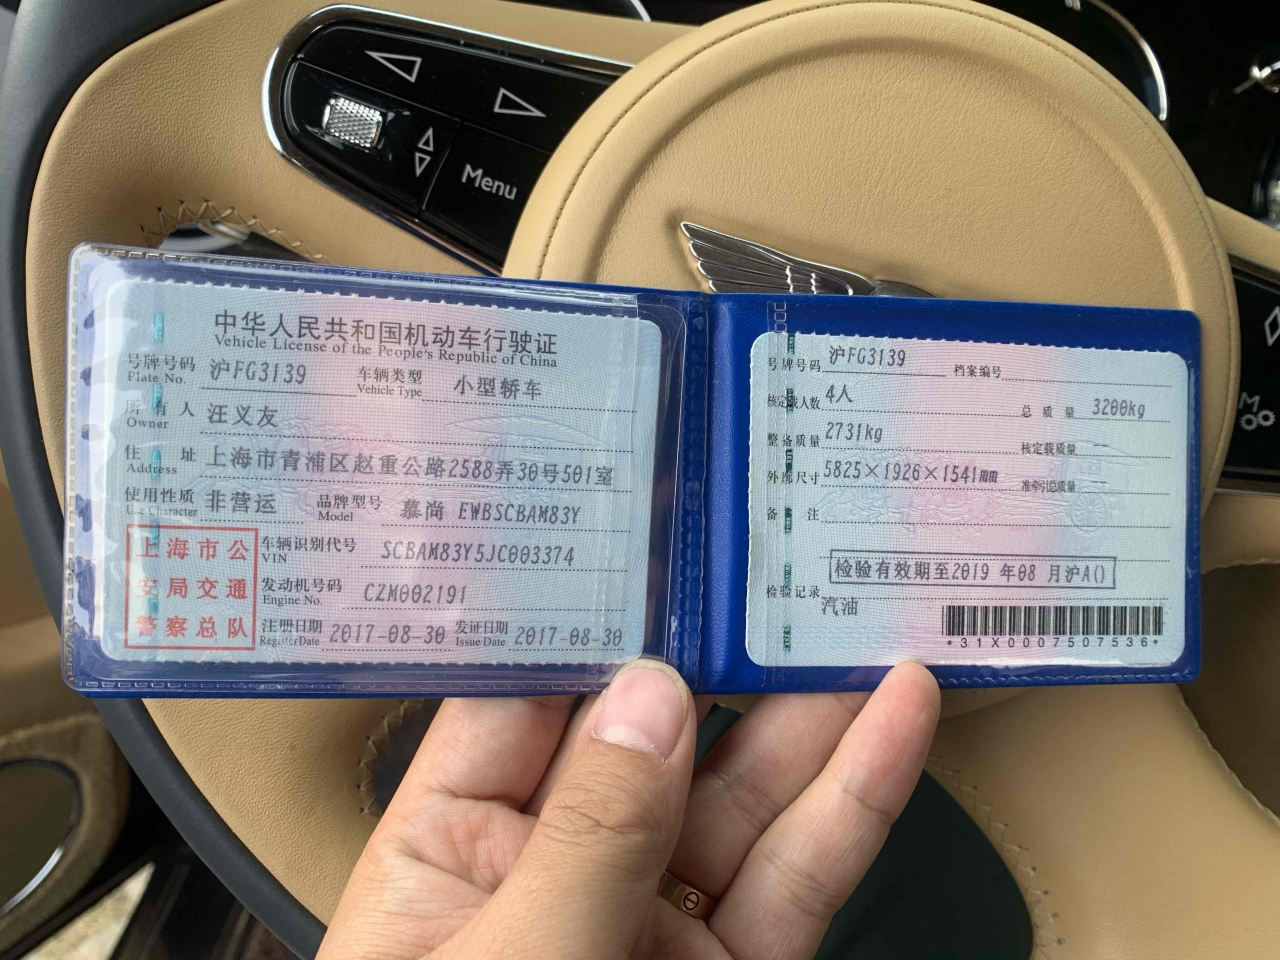 Menu
中华人民共和国机动车行驶证
Vehicle License of the People's Republic of China
号牌号码 沪FG3139 车辆类型 小型轿车
Plate No. Vehicle Type
所有人 汪义友
Owner
住址 上海市青浦区赵重公路2588弄30号501室
Address
使用性质 非营运 品牌型号 慕尚 EWBSCBAM83Y
Use Character Model
上海市公
安局交通
警察总队
车辆识别代号 SCBAM83Y5JC003374
VIN
发动机号码 CZM002191
Engine No.
注册日期 2017-08-30 发证日期 2017-08-30
Register Date Issue Date
号牌号码 沪FG3139 档案编号
核定载人数 4人 总质量 3200kg
整备质量 2731kg 核定载质量
外廓尺寸 5825×1926×1541mm 准牵引总质量
备注
检验有效期至2019 年08 月沪A()
检验记录
汽油
*31X0007507536*